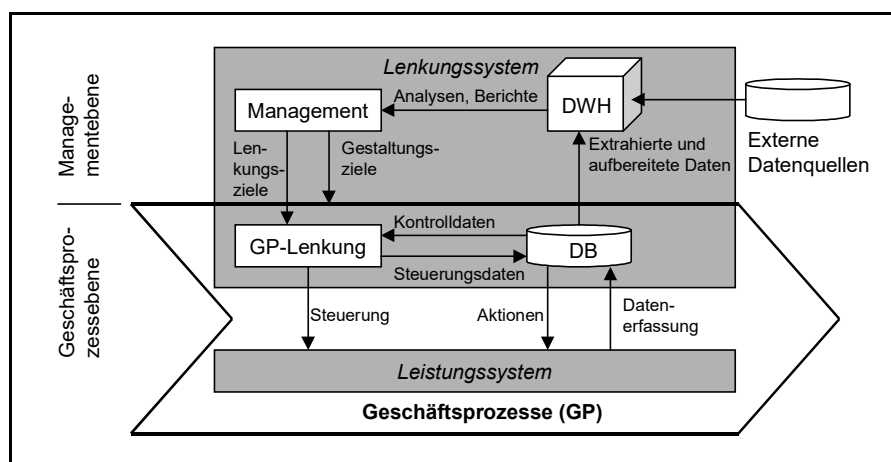 Manage-
mentebene
Geschäftspro-
zessebene
Lenkungssystem
Management
Analysen, Berichte
DWH
Externe
Datenquellen
Len-
kungs-
ziele
Gestaltungs-
ziele
Extrahierte und
aufbereitete Daten
GP-Lenkung
Kontrolldaten
Steuerungsdaten
DB
Steuerung
Aktionen
Daten-
erfassung
Leistungssystem
Geschäftsprozesse (GP)